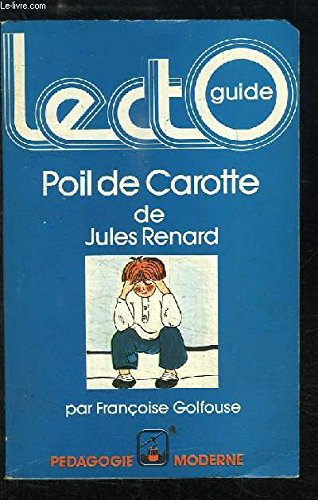 Le-livre.com
lecto
guide
Poil de Carotte
de
Jules Renard
par Françoise Golfouse
PEDAGOGIE MODERNE